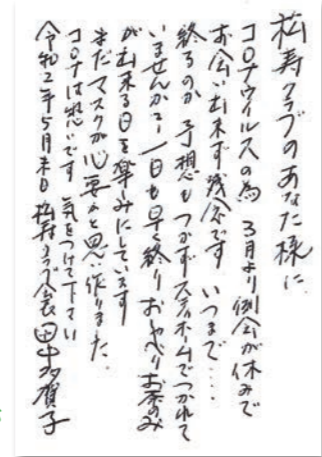 松寿クラブのあなた様に
コロナウイルスの為 3月より例会が休みで
お会い出来ず残念です いつまで....
終るのか 予想もつかずステイホームでつかれて
いませんか? 一日も早く終り おしゃべりお茶のみ
が出来る日を楽しみにしています
まだマスクが必要かと思い作りました.
コロナは恐いです 気をつけて下さい
令和2年5月末日 松寿クラブ会長 田中多賀子